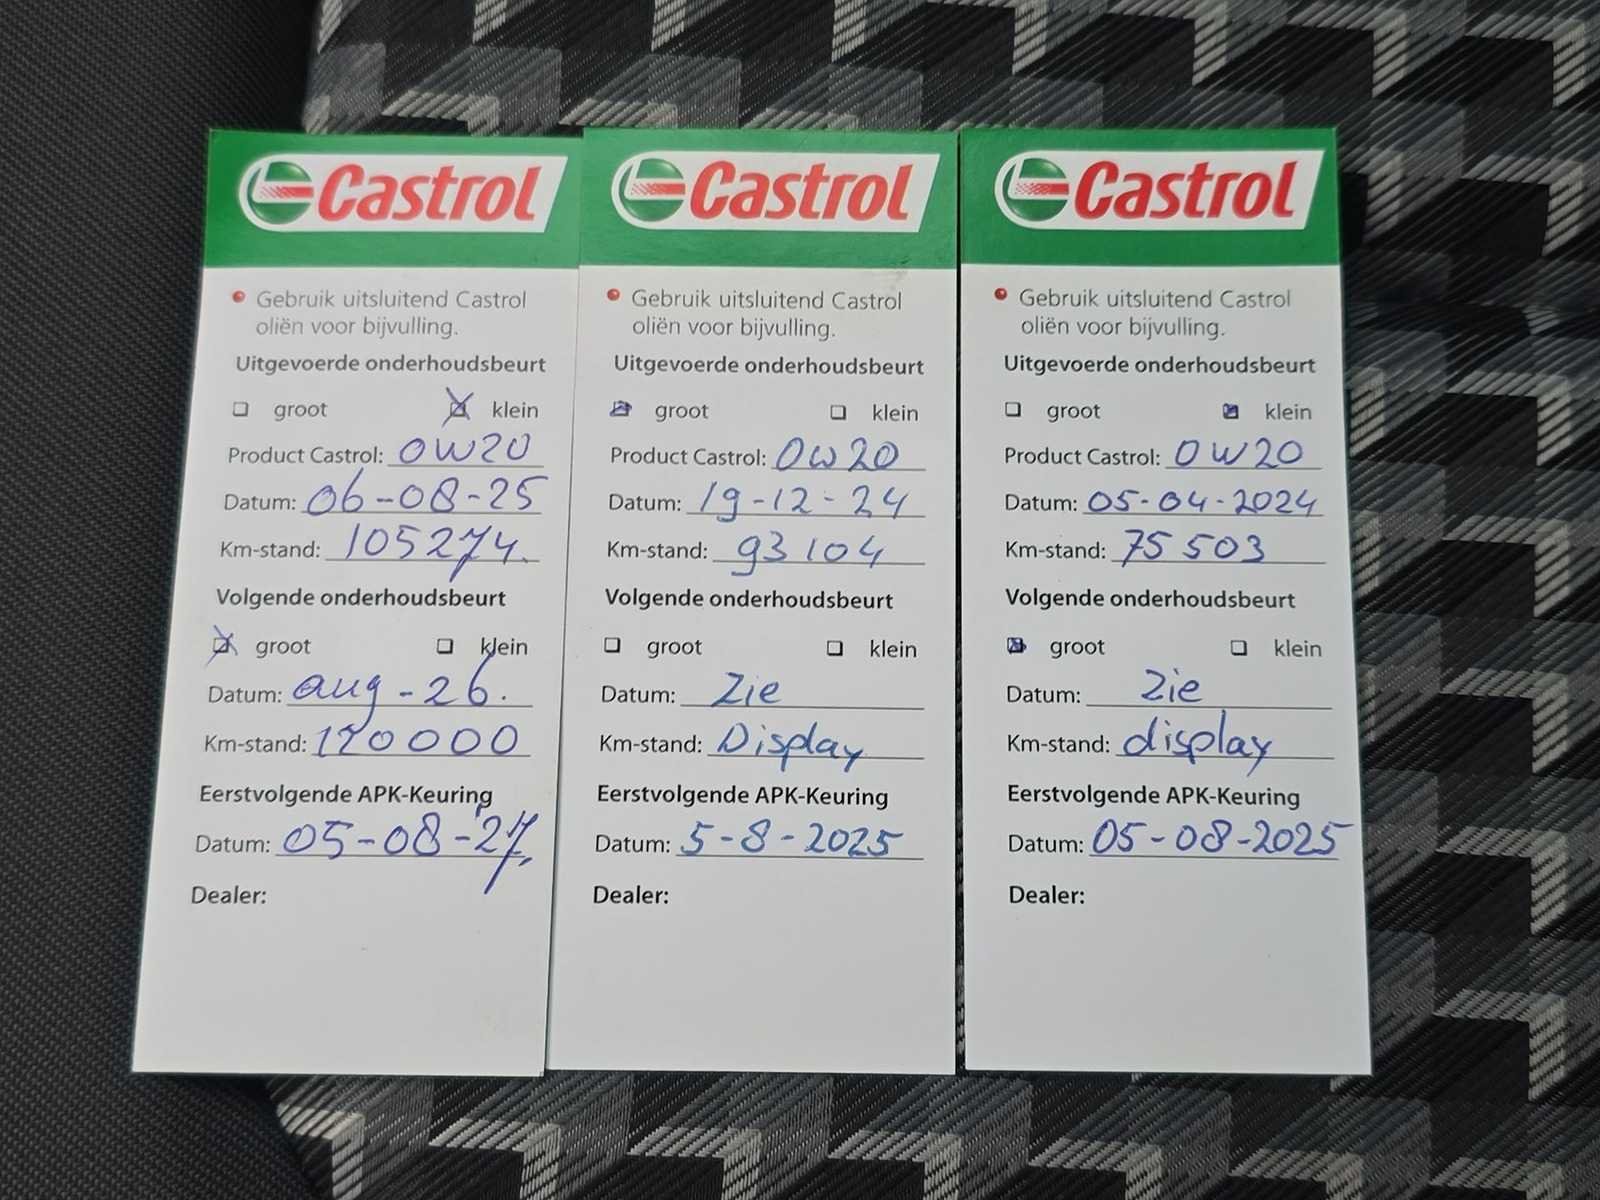 Castrol
Gebruik uitsluitend Castrol
oliën voor bijvulling.
Uitgevoerde onderhoudsbeurt
groot klein
Product Castrol: 0W20
Datum: 06-08-25
Km-stand: 105274.
Volgende onderhoudsbeurt
groot klein
Datum: aug-26.
Km-stand: 120000
Eerstvolgende APK-Keuring
Datum: 05-08-'27,
Dealer:
Castrol
Gebruik uitsluitend Castrol
oliën voor bijvulling.
Uitgevoerde onderhoudsbeurt
groot klein
Product Castrol: 0W20
Datum: 19-12-24
Km-stand: 93104
Volgende onderhoudsbeurt
groot klein
Datum: Zie
Km-stand: Display
Eerstvolgende APK-Keuring
Datum: 5-8-2025
Dealer:
Castrol
Gebruik uitsluitend Castrol
oliën voor bijvulling.
Uitgevoerde onderhoudsbeurt
groot klein
Product Castrol: 0W20
Datum: 05-04-2024
Km-stand: 75503
Volgende onderhoudsbeurt
groot klein
Datum: Zie
Km-stand: display
Eerstvolgende APK-Keuring
Datum: 05-08-2025
Dealer: